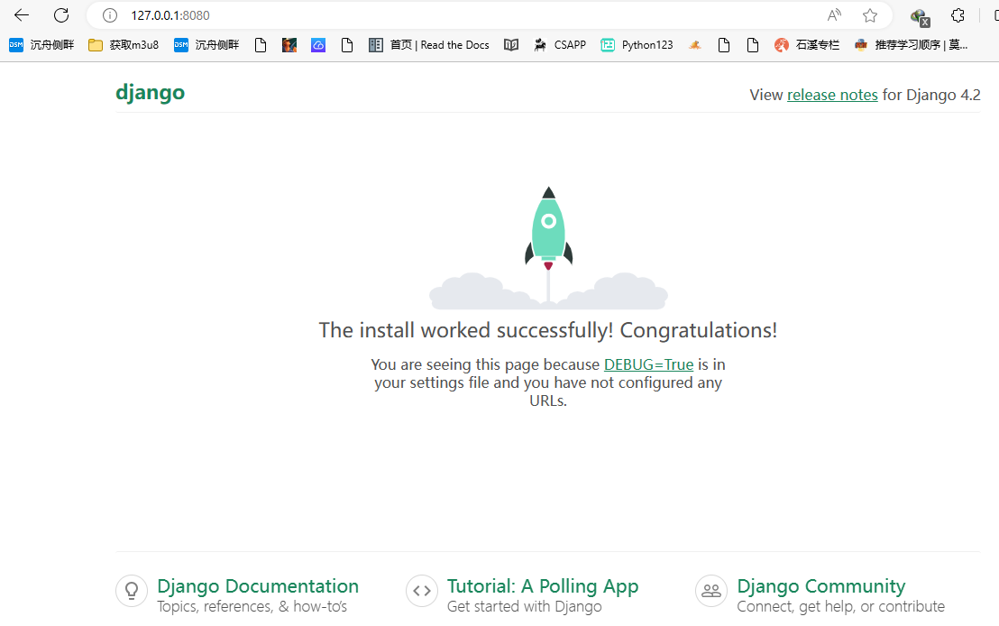 127.0.0.1:8080
沉舟侧畔 获取m3u8 沉舟侧畔 首页 | Read the Docs CSAPP Python123 石溪专栏 推荐学习顺序 | 莫...
django
View release notes for Django 4.2
The install worked successfully! Congratulations!
You are seeing this page because DEBUG=True is in
your settings file and you have not configured any
URLs.
Django Documentation
Topics, references, & how-to’s
Tutorial: A Polling App
Get started with Django
Django Community
Connect, get help, or contribute